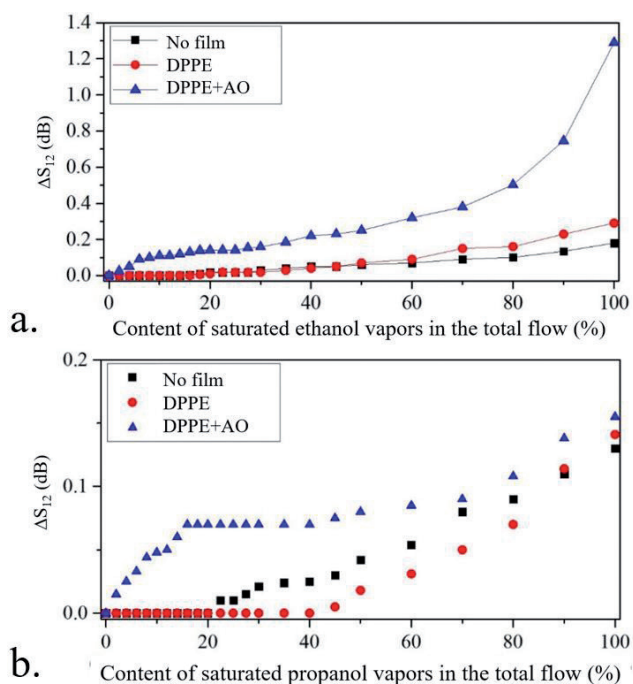 1.4
1.2
1.0
0.8
0.6
0.4
0.2
0.0
ΔS₁₂ (dB)
No film
DPPE
DPPE+AO
0 20 40 60 80 100
a.
Content of saturated ethanol vapors in the total flow (%)
0.2
0.1
0.0
ΔS₁₂ (dB)
No film
DPPE
DPPE+AO
0 20 40 60 80 100
b.
Content of saturated propanol vapors in the total flow (%)